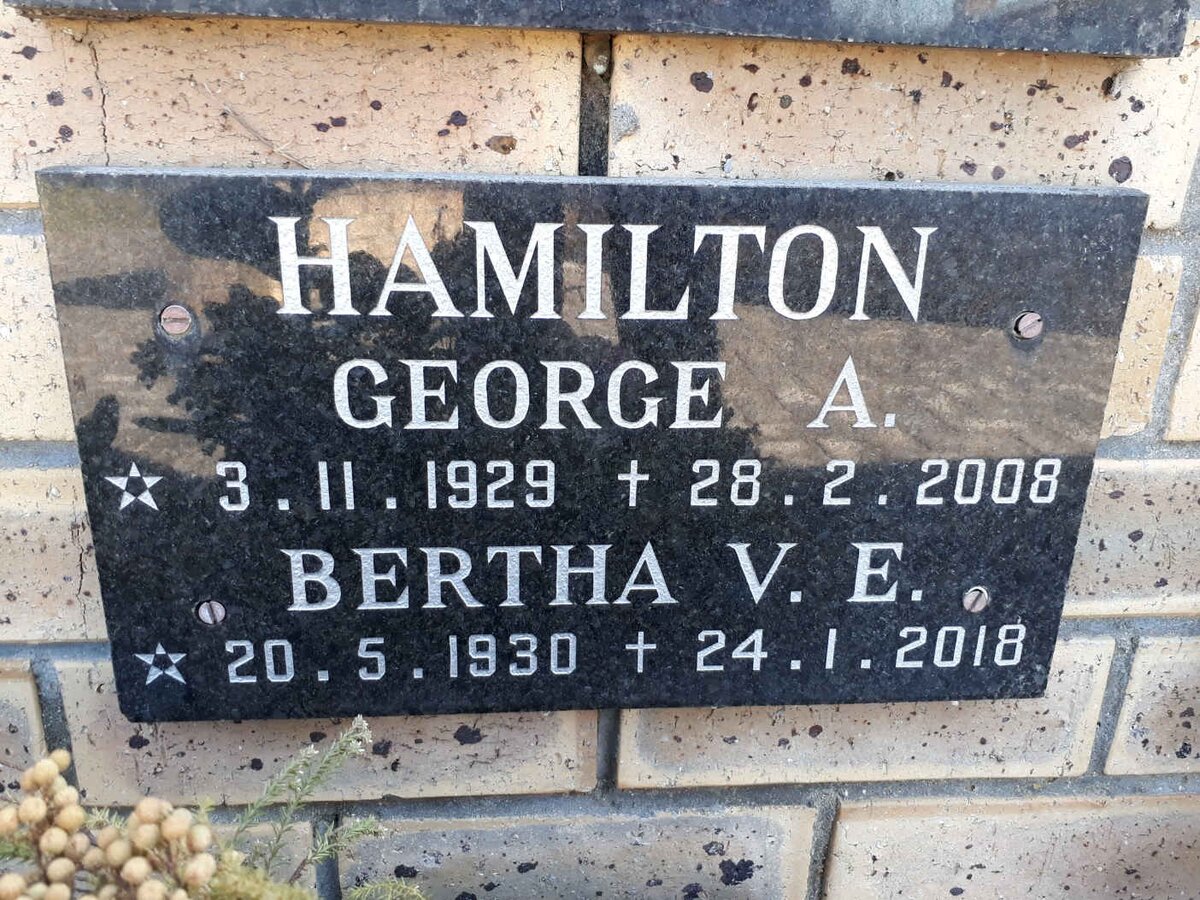 HAMILTON
GEORGE A.
☆ 3.11.1929 † 28.2.2008
BERTHA V. E.
☆ 20.5.1930 † 24.1.2018